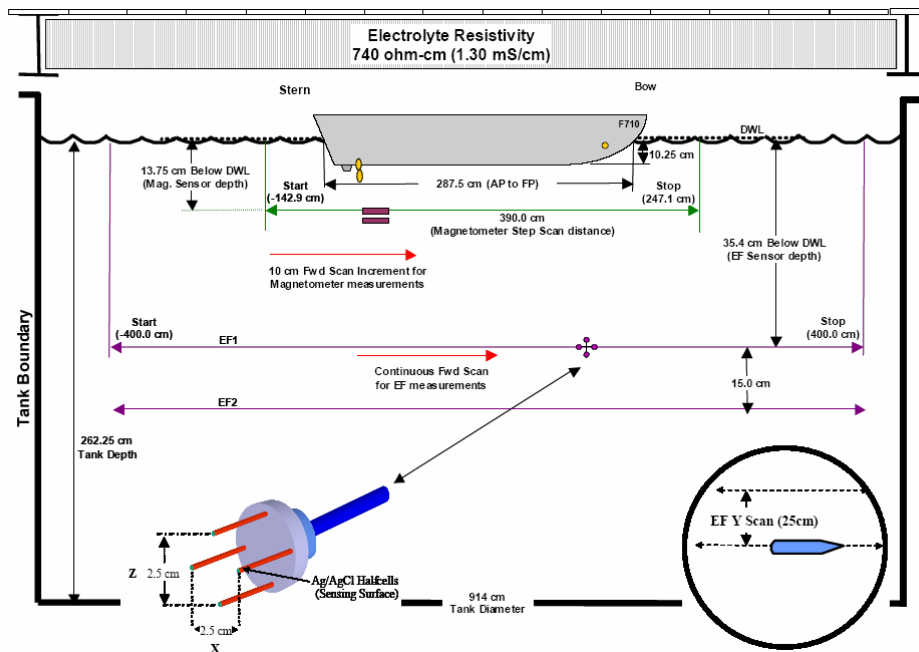 Electrolyte Resistivity
740 ohm-cm (1.30 mS/cm)
Stern
Bow
F710
DWL
10.25 cm
13.75 cm Below DWL
(Mag. Sensor depth)
Start
(-142.9 cm)
287.5 cm (AP to FP)
Stop
(247.1 cm)
390.0 cm
(Magnetometer Step Scan distance)
35.4 cm Below DWL
(EF Sensor depth)
10 cm Fwd Scan Increment for
Magnetometer measurements
Tank Boundary
Start
(-400.0 cm)
EF1
Stop
(400.0 cm)
Continuous Fwd Scan
for EF measurements
15.0 cm
EF2
262.25 cm
Tank Depth
EF Y Scan (25cm)
Z
2.5 cm
Ag/AgCl Halfcells
(Sensing Surface)
2.5 cm
X
914 cm
Tank Diameter